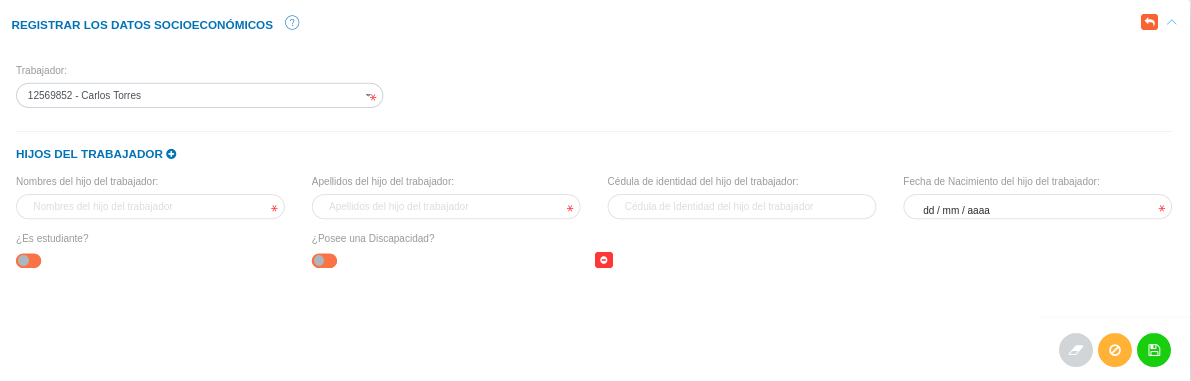 REGISTRAR LOS DATOS SOCIOECONÓMICOS ?
Trabajador:
12569852 - Carlos Torres
HIJOS DEL TRABAJADOR
Nombres del hijo del trabajador: Apellidos del hijo del trabajador: Cédula de identidad del hijo del trabajador: Fecha de Nacimiento del hijo del trabajador:
Nombres del hijo del trabajador Apellidos del hijo del trabajador Cédula de Identidad del hijo del trabajador dd / mm / aaaa
¿Es estudiante? ¿Posee una Discapacidad?